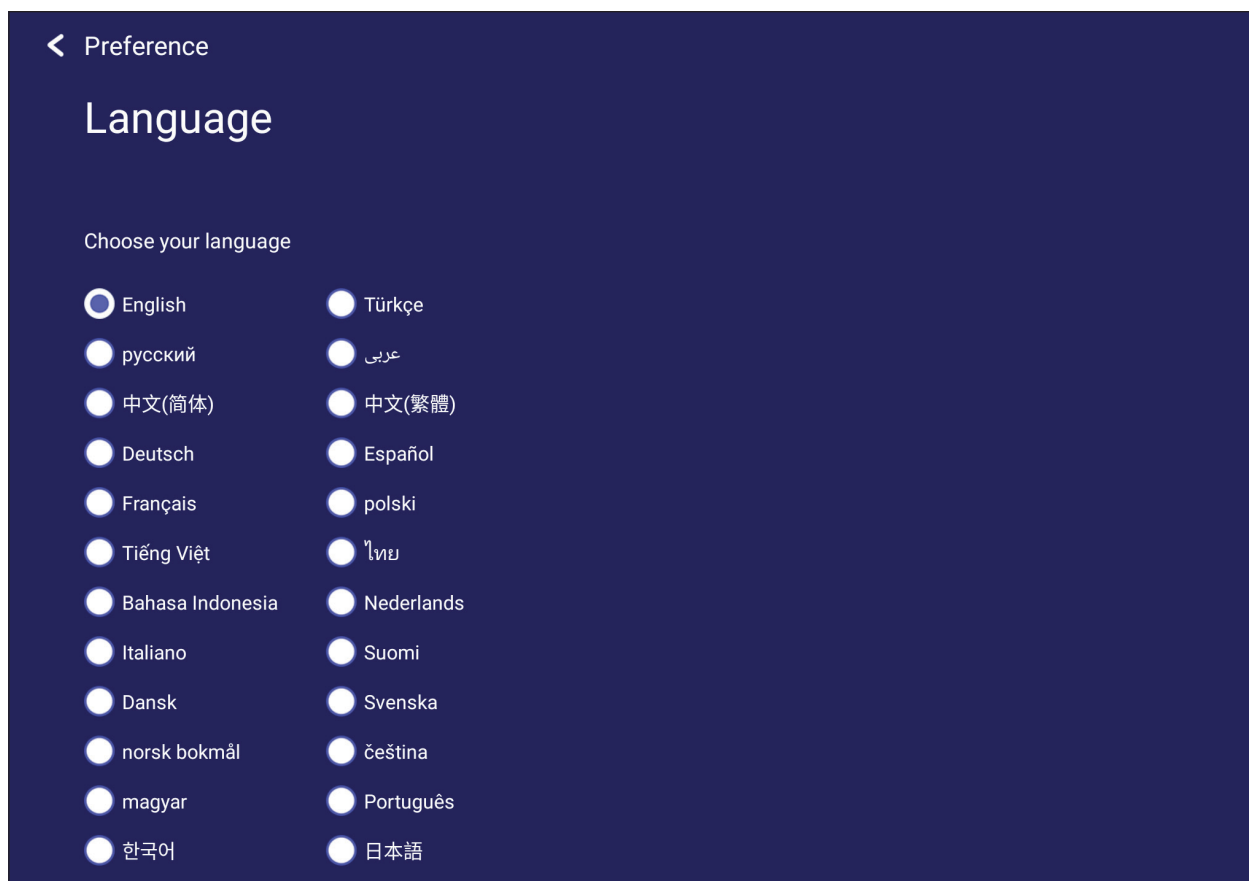 Preference
Language
Choose your language
English
Türkçe
русский
عربى
中文(简体)
中文(繁體)
Deutsch
Español
Français
polski
Tiếng Việt
ไทย
Bahasa Indonesia
Nederlands
Italiano
Suomi
Dansk
Svenska
norsk bokmål
čeština
magyar
Português
한국어
日本語